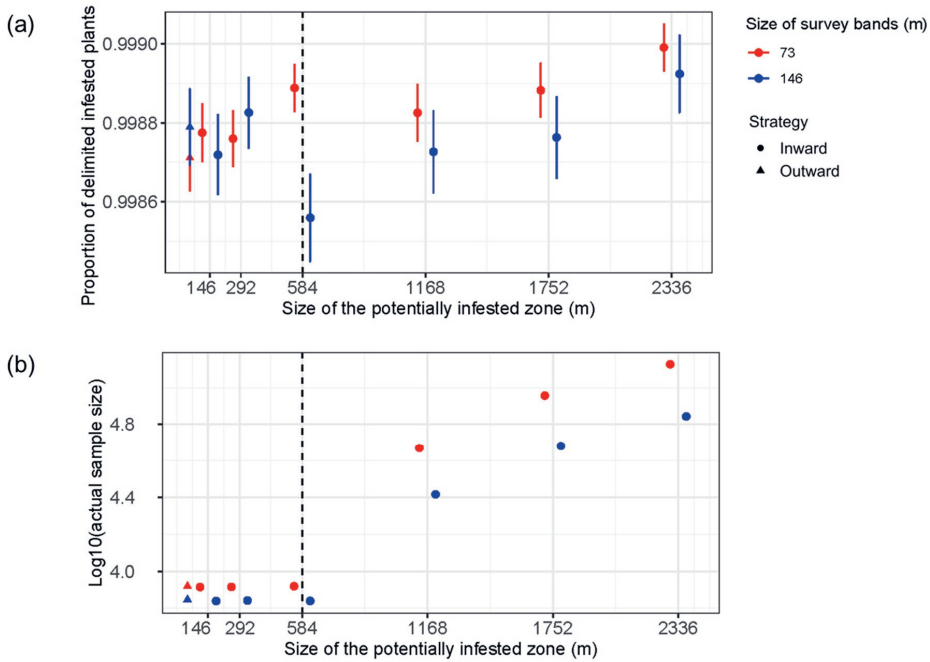 (a)
Proportion of delimited infested plants
0.9990
0.9988
0.9986
146 292 584 1168 1752 2336
Size of the potentially infested zone (m)
Size of survey bands (m)
73
146
Strategy
Inward
Outward
(b)
Log10(actual sample size)
4.8
4.4
4.0
146 292 584 1168 1752 2336
Size of the potentially infested zone (m)